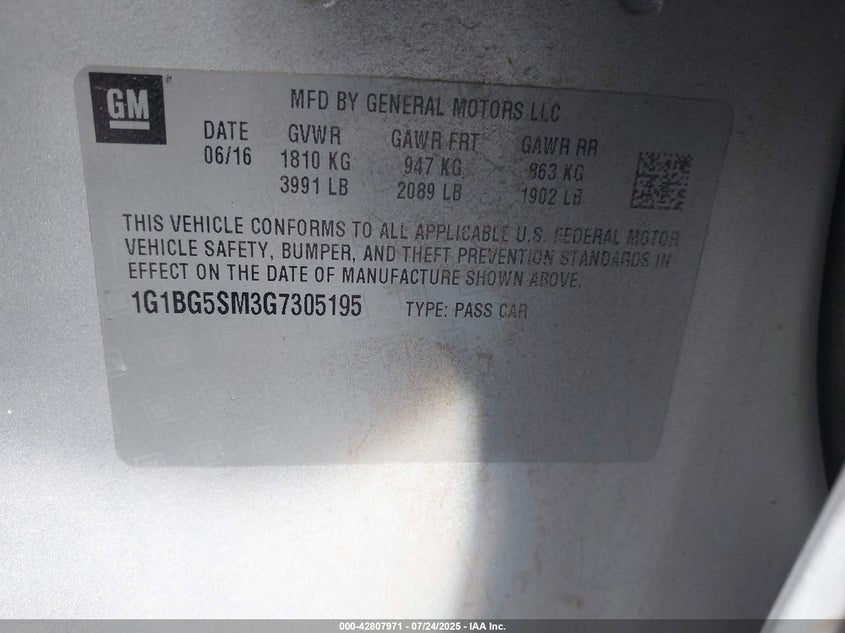 GM
MFD BY GENERAL MOTORS LLC
DATE GVWR GAWR FRT GAWR RR
06/16 1810 KG 947 KG 863 KG
3991 LB 2089 LB 1902 LB
THIS VEHICLE CONFORMS TO ALL APPLICABLE U.S. FEDERAL MOTOR
VEHICLE SAFETY, BUMPER, AND THEFT PREVENTION STANDARDS IN
EFFECT ON THE DATE OF MANUFACTURE SHOWN ABOVE.
1G1BG5SM3G7305195 TYPE: PASS CAR
000-42807971 - 07/24/2025 - IAA Inc.